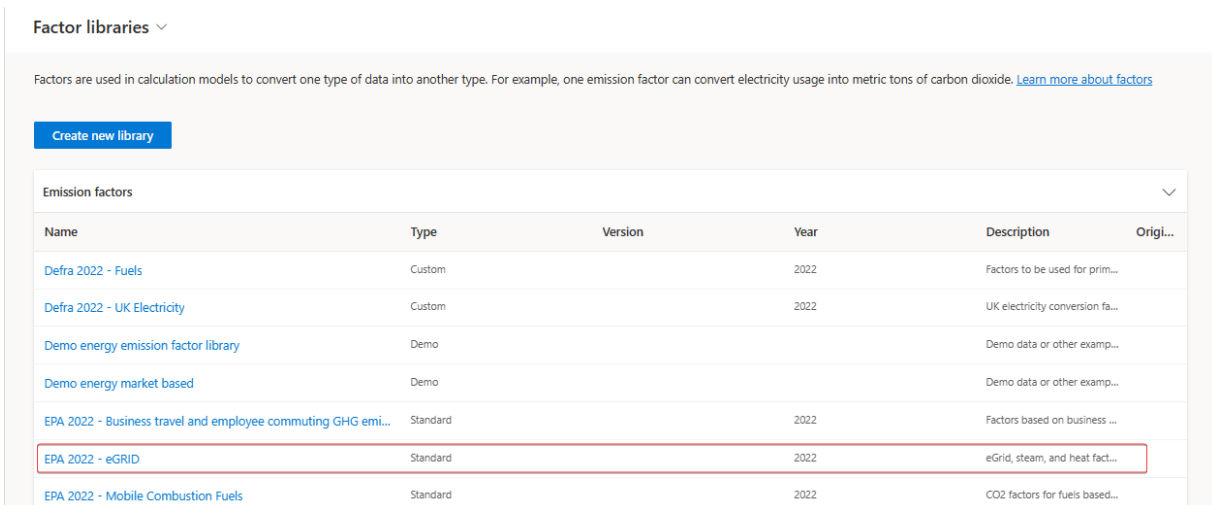 Factor libraries
Factors are used in calculation models to convert one type of data into another type. For example, one emission factor can convert electricity usage into metric tons of carbon dioxide. Learn more about factors
Create new library
Emission factors
Name Type Version Year Description Origi...
Defra 2022 - Fuels Custom 2022 Factors to be used for prim...
Defra 2022 - UK Electricity Custom 2022 UK electricity conversion fa...
Demo energy emission factor library Demo Demo data or other examp...
Demo energy market based Demo Demo data or other examp...
EPA 2022 - Business travel and employee commuting GHG emi... Standard 2022 Factors based on business ...
EPA 2022 - eGRID Standard 2022 eGrid, steam, and heat fact...
EPA 2022 - Mobile Combustion Fuels Standard 2022 CO2 factors for fuels based...